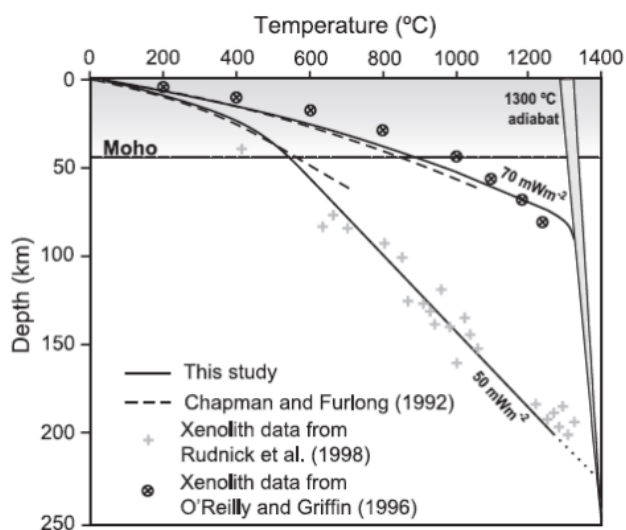 Temperature (ºC)
0 200 400 600 800 1000 1200 1400
0
50
100
150
200
250
Depth (km)
1300 ºC
adiabat
Moho
70 mWm-2
50 mWm-2
This study
Chapman and Furlong (1992)
Xenolith data from
Rudnick et al. (1998)
Xenolith data from
O'Reilly and Griffin (1996)